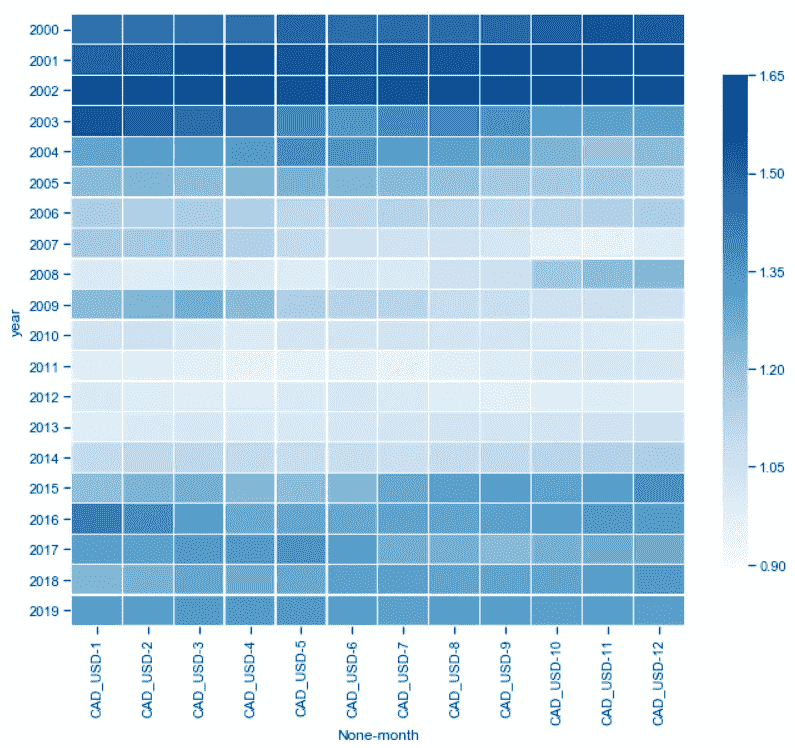 2000
2001
2002
2003
2004
2005
2006
2007
2008
2009
2010
2011
2012
2013
2014
2015
2016
2017
2018
2019
year
CAD_USD-1
CAD_USD-2
CAD_USD-3
CAD_USD-4
CAD_USD-5
CAD_USD-6
CAD_USD-7
CAD_USD-8
CAD_USD-9
CAD_USD-10
CAD_USD-11
CAD_USD-12
None-month
1.65
1.50
1.35
1.20
1.05
0.90